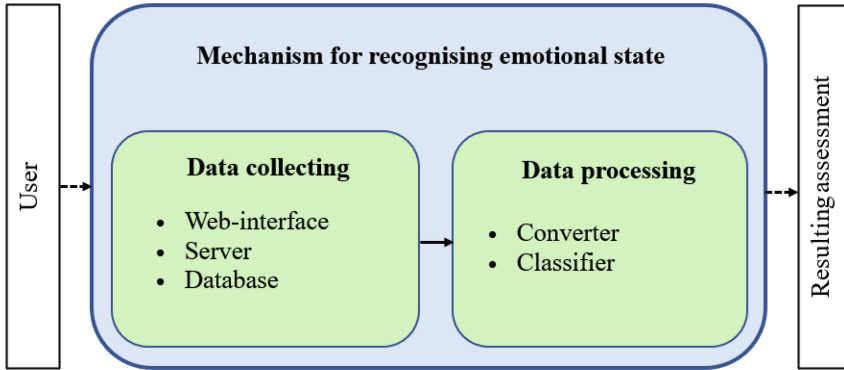 User
Mechanism for recognising emotional state
Data collecting
• Web-interface
• Server
• Database
Data processing
• Converter
• Classifier
Resulting assessment